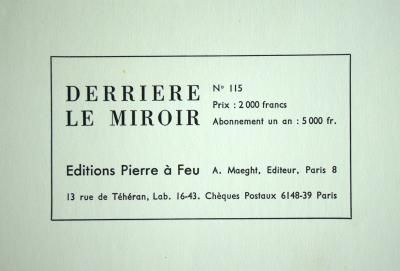 DERRIERE
LE MIROIR
N° 115
Prix : 2 000 francs
Abonnement un an : 5 000 fr.
Editions Pierre à Feu A. Maeght, Editeur, Paris 8
13 rue de Téhéran, Lab. 16-43. Chèques Postaux 6148-39 Paris